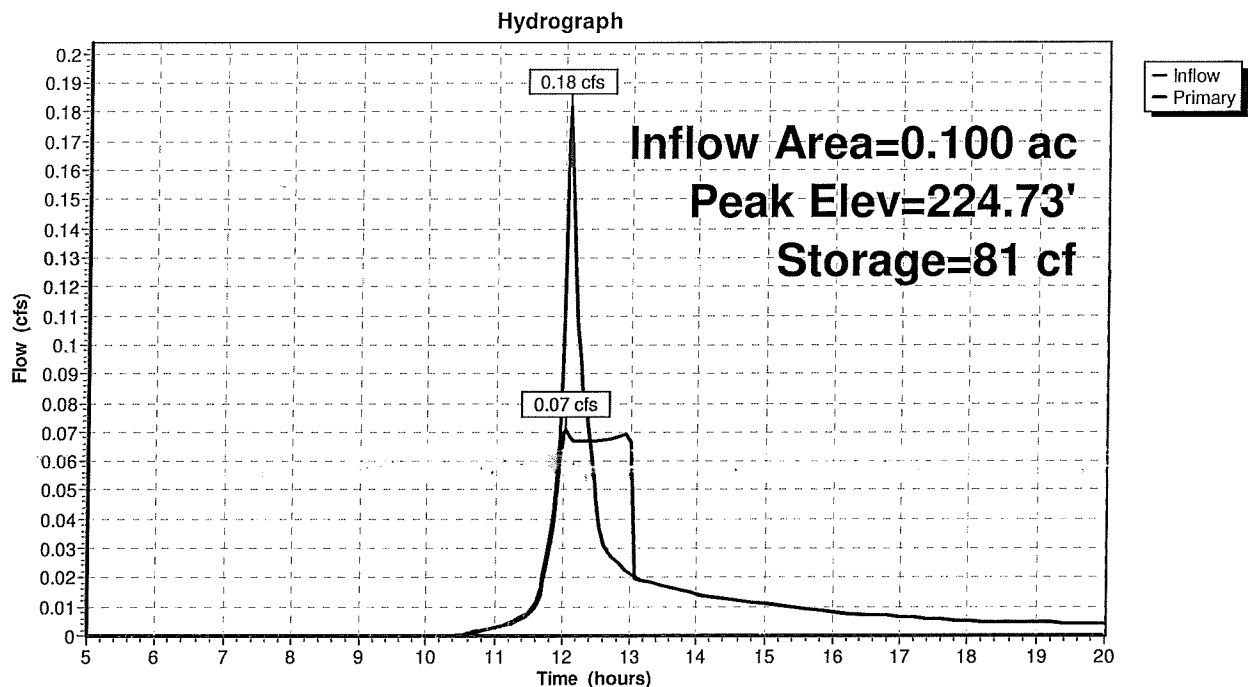 Hydrograph
0.2
0.19
0.18
0.17
0.16
0.15
0.14
0.13
0.12
0.11
0.1
0.09
0.08
0.07
0.06
0.05
0.04
0.03
0.02
0.01
0
Flow (cfs)
0.18 cfs
0.07 cfs
Inflow Area=0.100 ac
Peak Elev=224.73'
Storage=81 cf
Inflow
Primary
5 6 7 8 9 10 11 12 13 14 15 16 17 18 19 20
Time (hours)